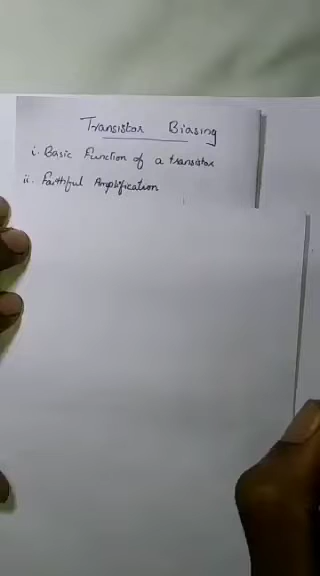 Transistor Biasing
i. Basic Function of a transistor
ii. Faithful Amplification